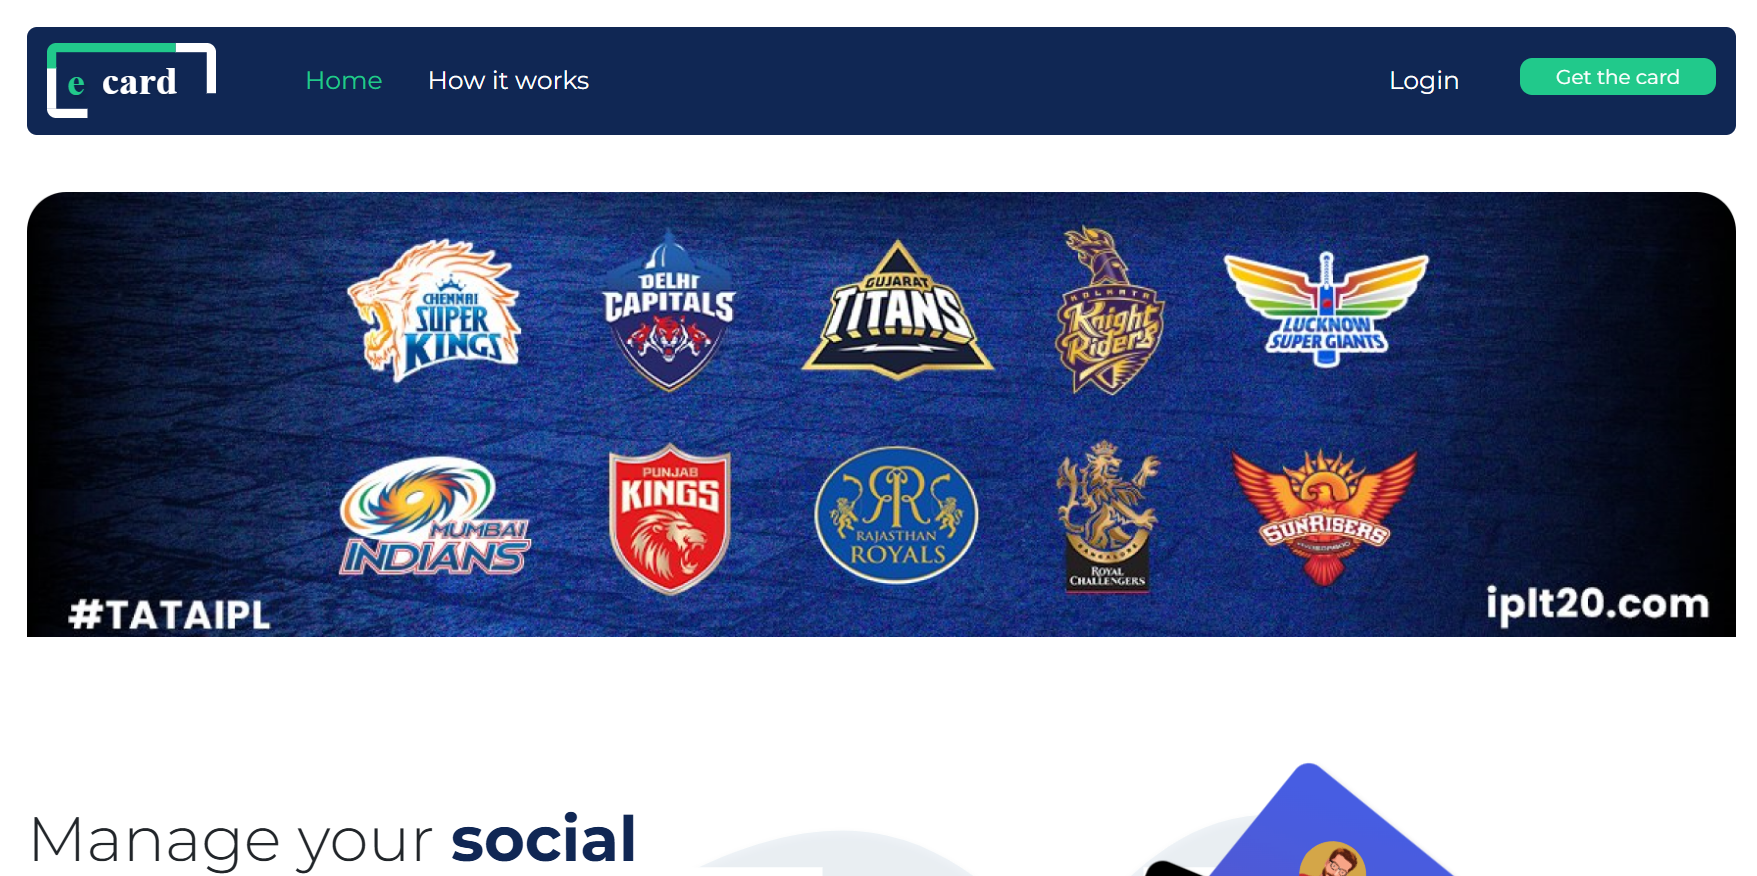 e card
Home
How it works
Login
Get the card
CHENNAI
SUPER
KINGS
DELHI
CAPITALS
GUJARAT
TITANS
KOLKATA
Knight
Riders
LUCKNOW
SUPER GIANTS
MUMBAI
INDIANS
PUNJAB
KINGS
RR
RAJASTHAN
ROYALS
BANGALORE
ROYAL
CHALLENGERS
SUNRISERS
#TATAIPL
iplt20.com
Manage your social